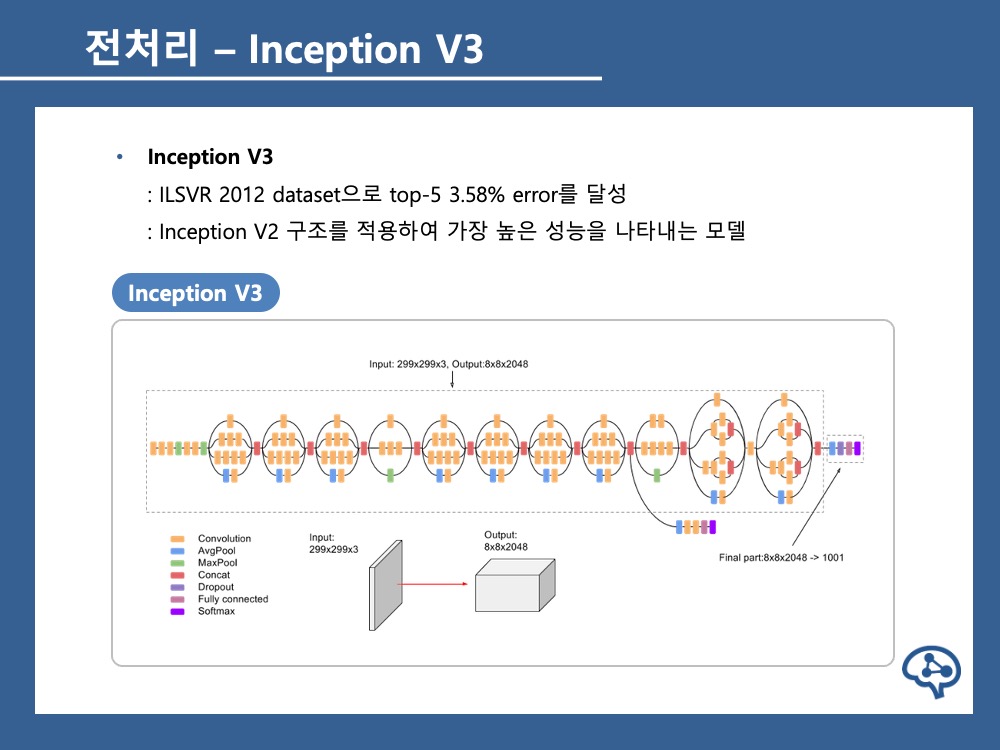 전처리 – Inception V3
• Inception V3
: ILSVR 2012 dataset으로 top-5 3.58% error를 달성
: Inception V2 구조를 적용하여 가장 높은 성능을 나타내는 모델
Inception V3
Input: 299x299x3, Output:8x8x2048
Convolution
AvgPool
MaxPool
Concat
Dropout
Fully connected
Softmax
Input:
299x299x3
Output:
8x8x2048
Final part:8x8x2048 -> 1001